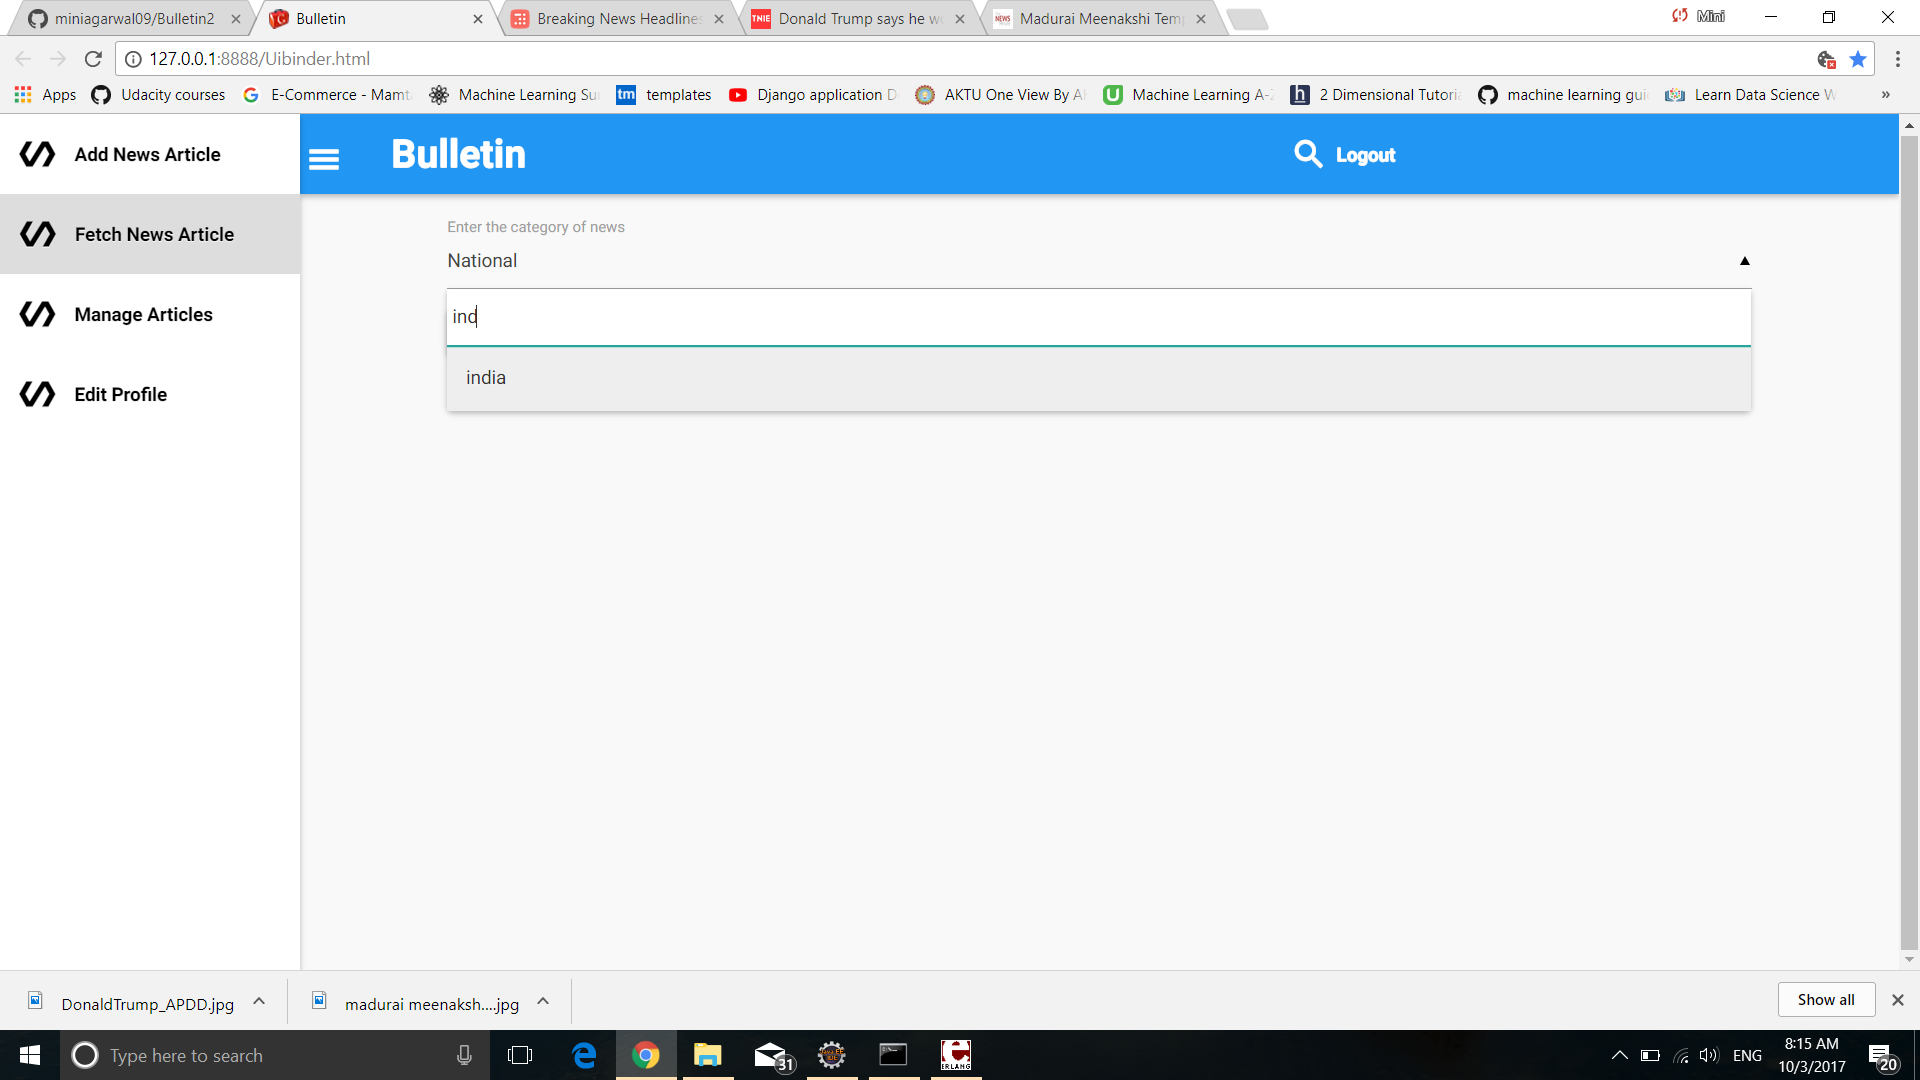 miniagarwal09/Bulletin2
Bulletin
Breaking News Headlines
Donald Trump says he w
Madurai Meenakshi Tem
Mini
127.0.0.1:8888/Uibinder.html
Apps
Udacity courses
E-Commerce - Mamt
Machine Learning Su
tm templates
Django application D
AKTU One View By A
Machine Learning A-Z
2 Dimensional Tutori
machine learning gui
Learn Data Science W
»
Add News Article
Bulletin
Logout
Fetch News Article
Enter the category of news
National
ind
india
Manage Articles
Edit Profile
DonaldTrump_APDD.jpg
madurai meenaksh....jpg
Show all
Type here to search
31
ERLANG
ENG
8:15 AM
10/3/2017
20